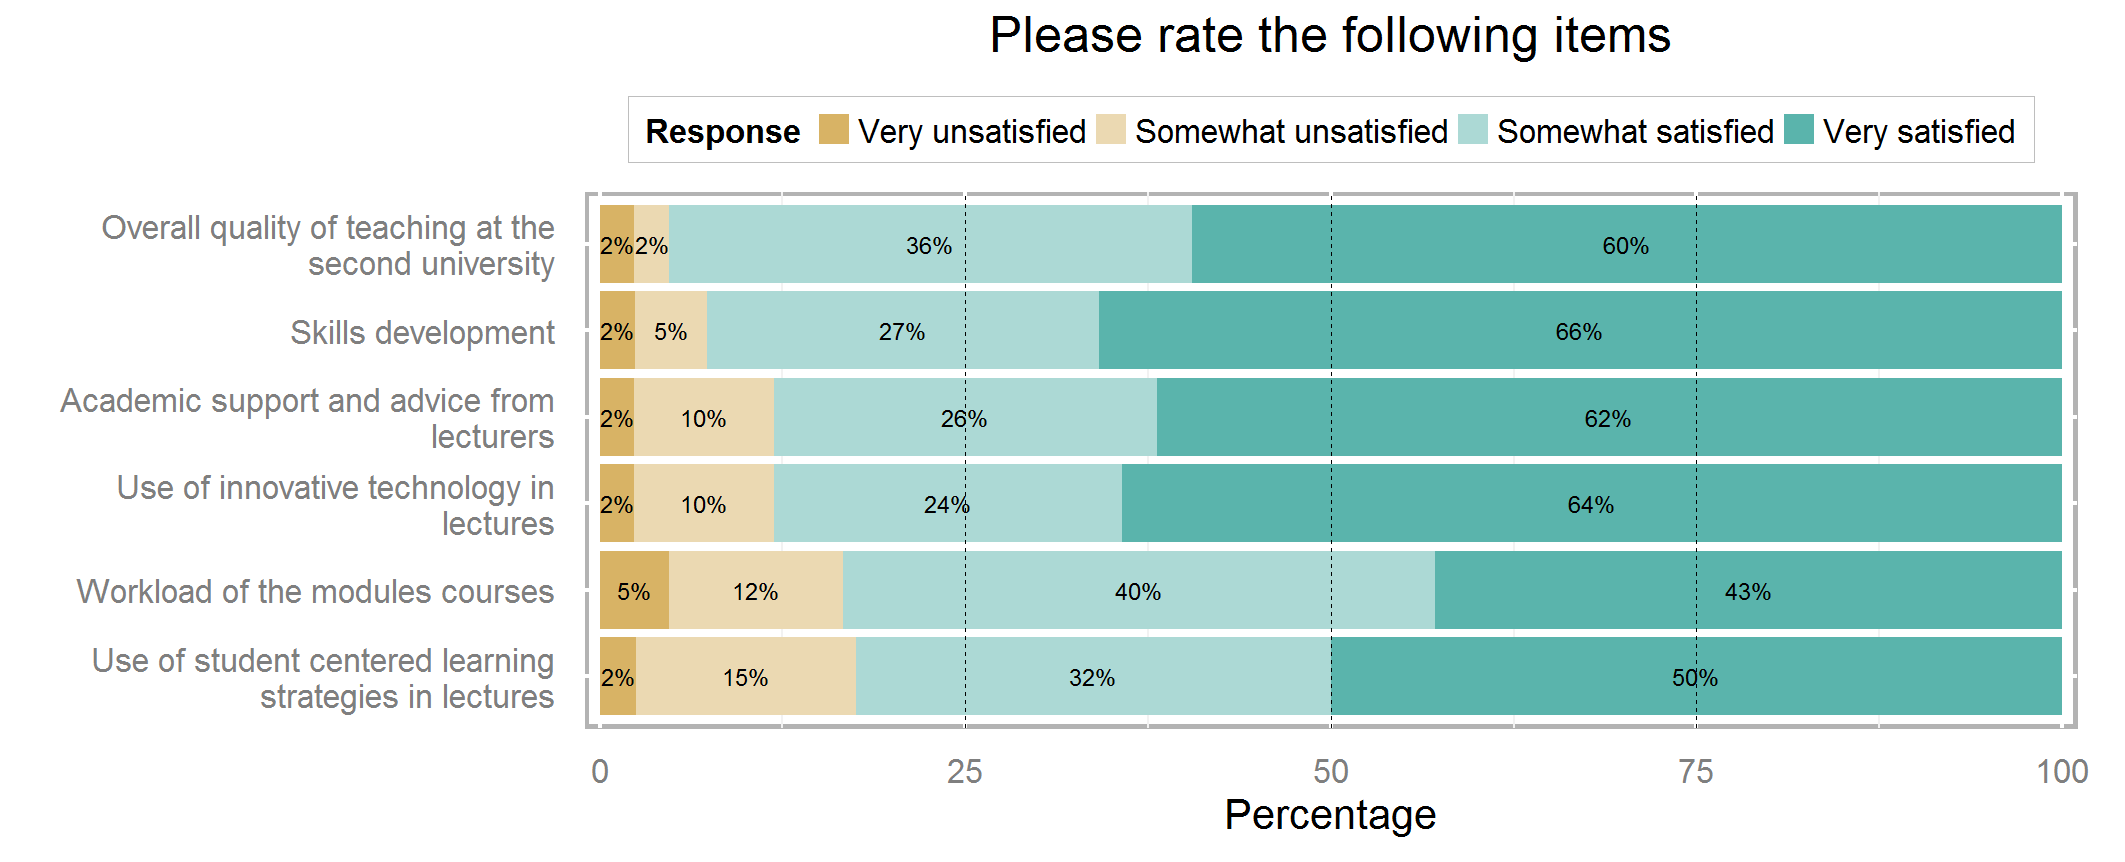 Please rate the following items
Response Very unsatisfied Somewhat unsatisfied Somewhat satisfied Very satisfied
Overall quality of teaching at the
second university
2% 2% 36% 60%
Skills development
2% 5% 27% 66%
Academic support and advice from
lecturers
2% 10% 26% 62%
Use of innovative technology in
lectures
2% 10% 24% 64%
Workload of the modules courses
5% 12% 40% 43%
Use of student centered learning
strategies in lectures
2% 15% 32% 50%
0 25 50 75 100
Percentage